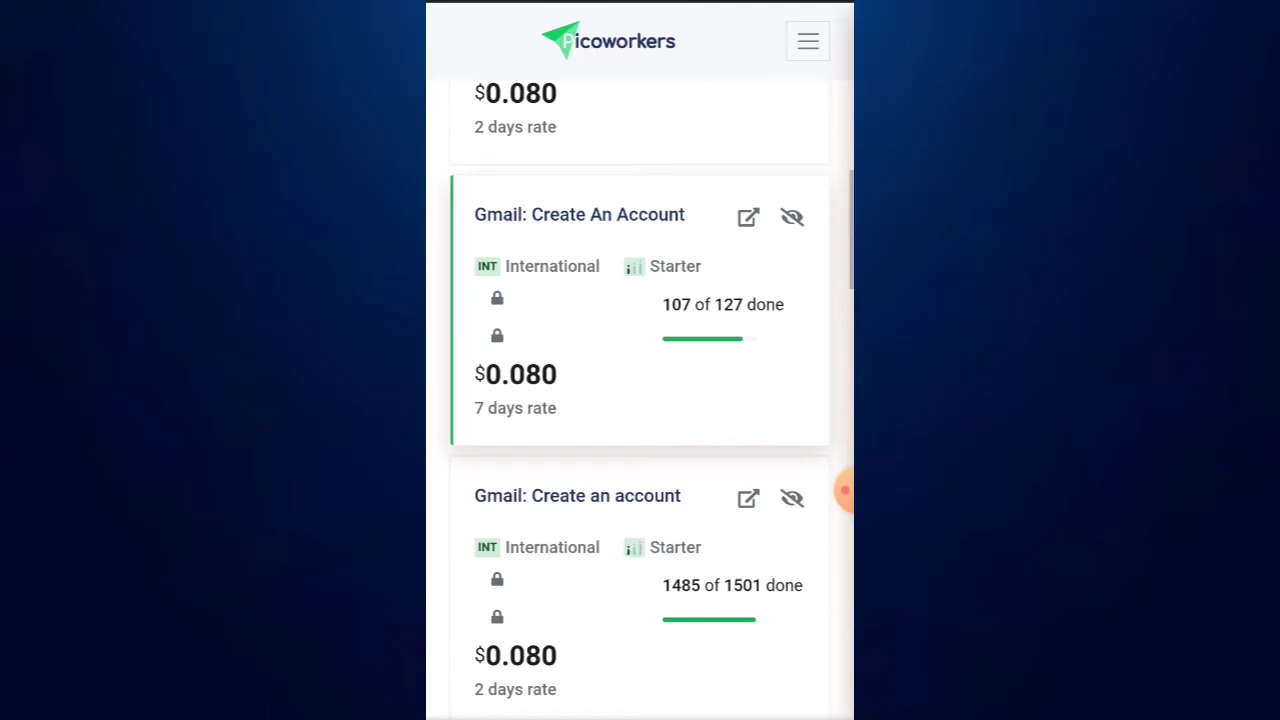 Picoworkers
$0.080
2 days rate
Gmail: Create An Account
INT International Starter
107 of 127 done
$0.080
7 days rate
Gmail: Create an account
INT International Starter
1485 of 1501 done
$0.080
2 days rate